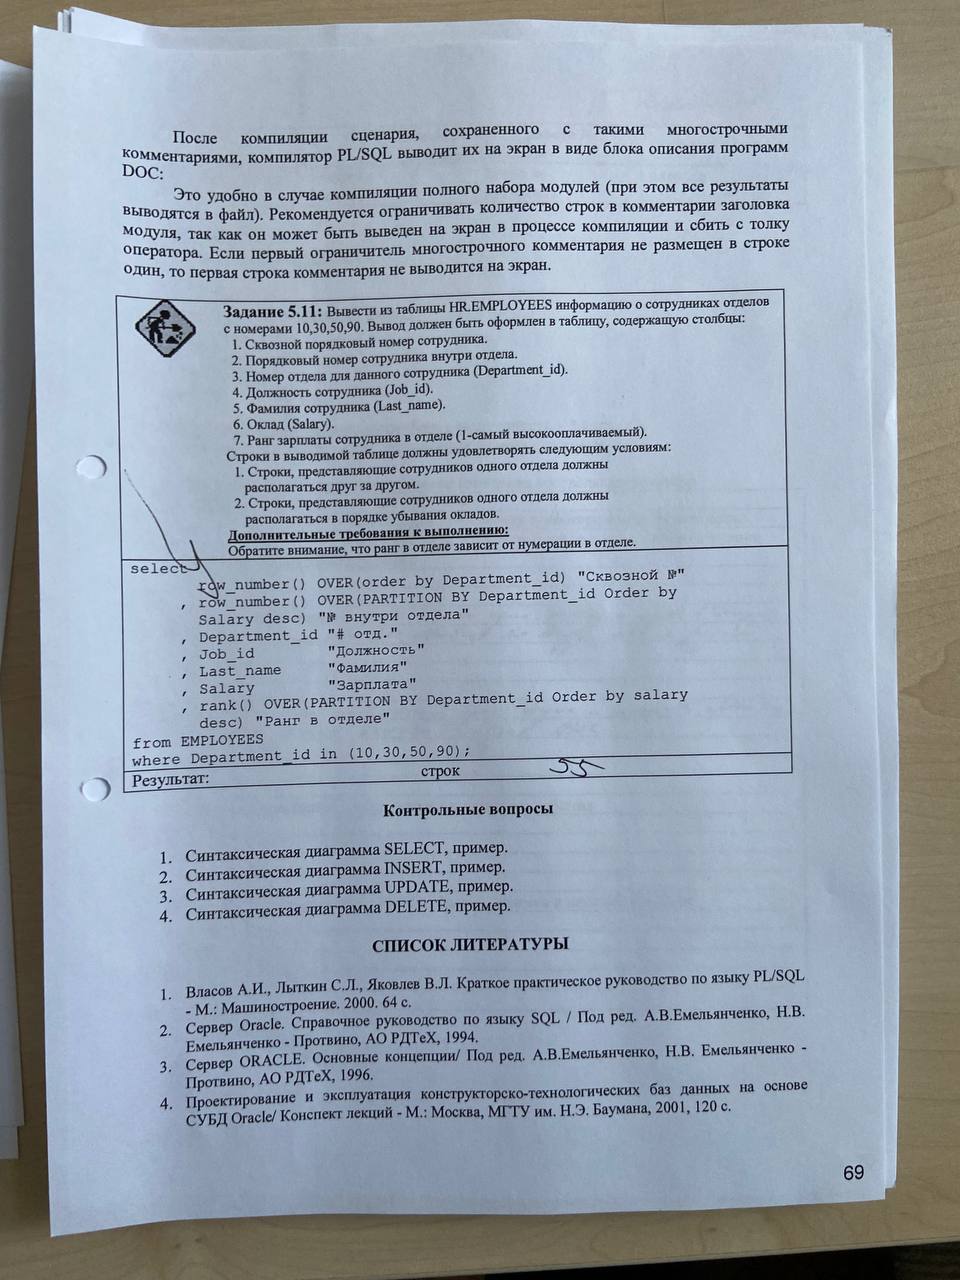 После компиляции сценария, сохраненного с такими многострочными
комментариями, компилятор PL/SQL выводит их на экран в виде блока описания программ
DOC:
Это удобно в случае компиляции полного набора модулей (при этом все результаты
выводятся в файл). Рекомендуется ограничивать количество строк в комментарии заголовка
модуля, так как он может быть выведен на экран в процессе компиляции и сбить с толку
оператора. Если первый ограничитель многострочного комментария не размещен в строке
один, то первая строка комментария не выводится на экран.
Задание 5.11: Вывести из таблицы HR.EMPLOYEES информацию о сотрудниках отделов
с номерами 10,30,50,90. Вывод должен быть оформлен в таблицу, содержащую столбцы:
1. Сквозной порядковый номер сотрудника.
2. Порядковый номер сотрудника внутри отдела.
3. Номер отдела для данного сотрудника (Department_id).
4. Должность сотрудника (Job_id).
5. Фамилия сотрудника (Last_name).
6. Оклад (Salary).
7. Ранг зарплаты сотрудника в отделе (1-самый высокооплачиваемый).
Строки в выводимой таблице должны удовлетворять следующим условиям:
1. Строки, представляющие сотрудников одного отдела должны
располагаться друг за другом.
2. Строки, представляющие сотрудников одного отдела должны
располагаться в порядке убывания окладов.
Дополнительные требования к выполнению:
Обратите внимание, что ранг в отделе зависит от нумерации в отделе.
select
row_number() OVER(order by Department_id) "Сквозной №"
, row_number() OVER(PARTITION BY Department_id Order by
Salary desc) "№ внутри отдела"
, Department_id "# отд."
, Job_id "Должность"
, Last_name "Фамилия"
, Salary "Зарплата"
, rank() OVER(PARTITION BY Department_id Order by salary
desc) "Ранг в отделе"
from EMPLOYEES
where Department_id in (10,30,50,90);
Результат: строк 55
Контрольные вопросы
1. Синтаксическая диаграмма SELECT, пример.
2. Синтаксическая диаграмма INSERT, пример.
3. Синтаксическая диаграмма UPDATE, пример.
4. Синтаксическая диаграмма DELETE, пример.
СПИСОК ЛИТЕРАТУРЫ
1. Власов А.И., Лыткин С.Л., Яковлев В.Л. Краткое практическое руководство по языку PL/SQL
- М.: Машиностроение. 2000. 64 с.
2. Сервер Oracle. Справочное руководство по языку SQL / Под ред. А.В.Емельянченко, Н.В.
Емельянченко - Протвино, АО РДТеХ, 1994.
3. Сервер ORACLE. Основные концепции/ Под ред. А.В.Емельянченко, Н.В. Емельянченко -
Протвино, АО РДТеХ, 1996.
4. Проектирование и эксплуатация конструкторско-технологических баз данных на основе
СУБД Oracle/ Конспект лекций - М.: Москва, МГТУ им. Н.Э. Баумана, 2001, 120 с.
69